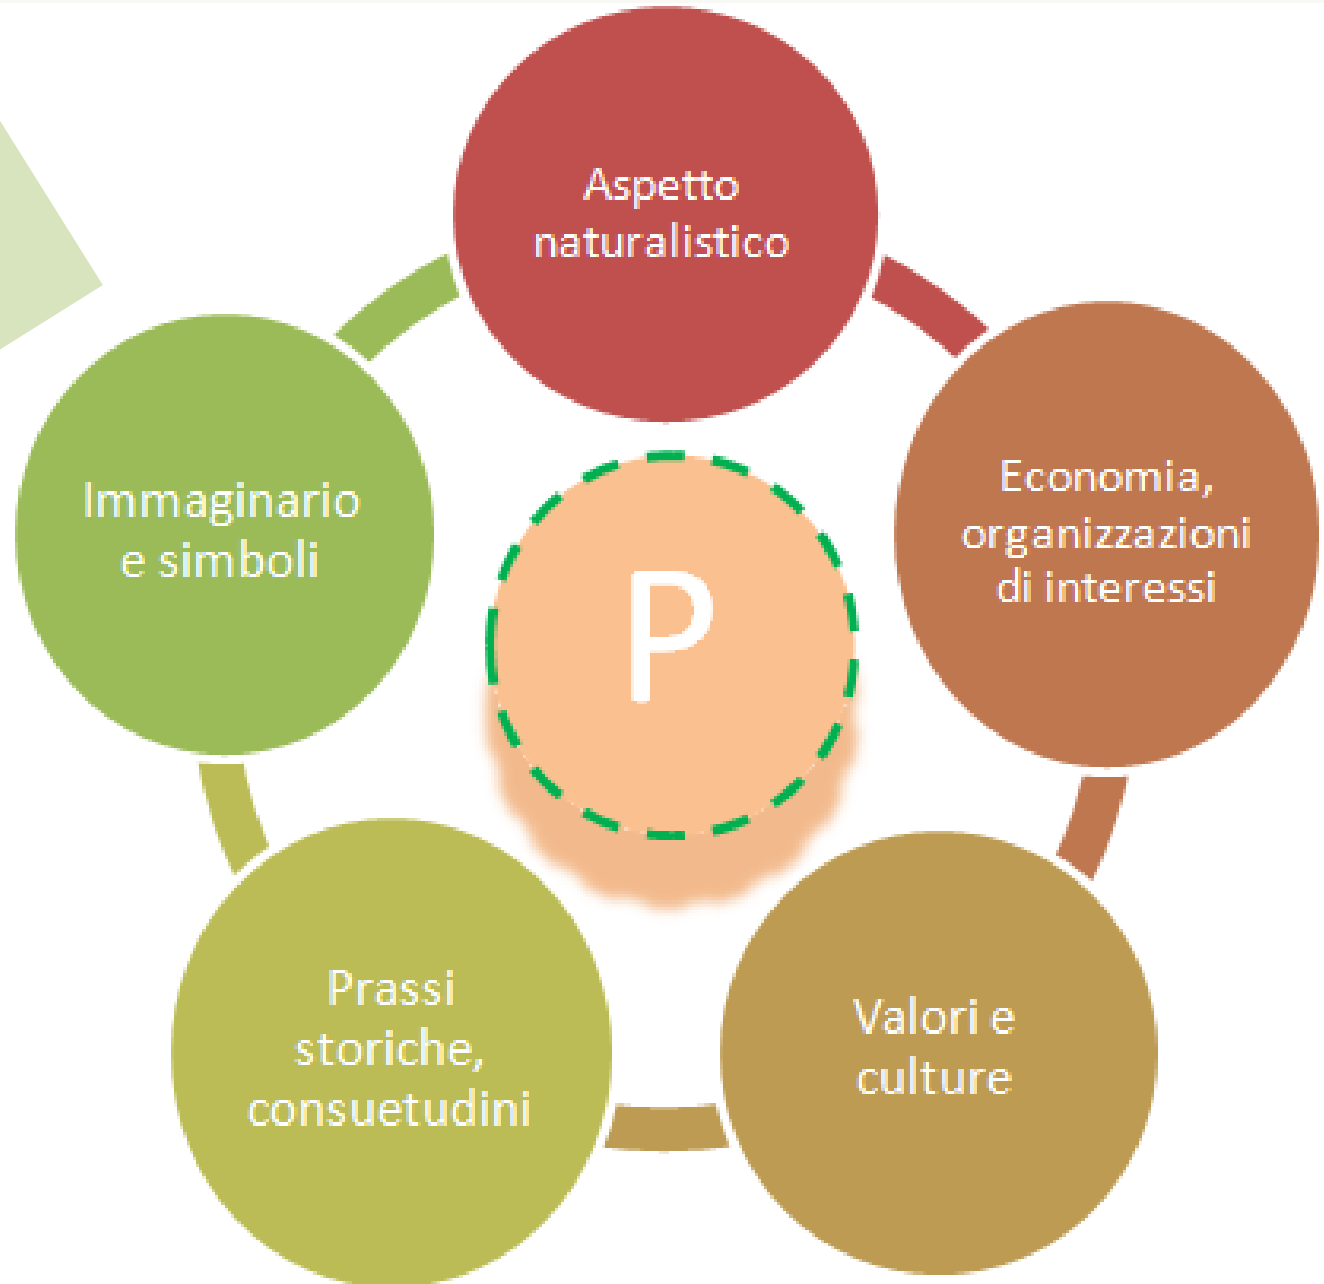 Aspetto
naturalistico
Economia,
organizzazioni
di interessi
Valori e
culture
Prassi
storiche,
consuetudini
Immaginario
e simboli
P